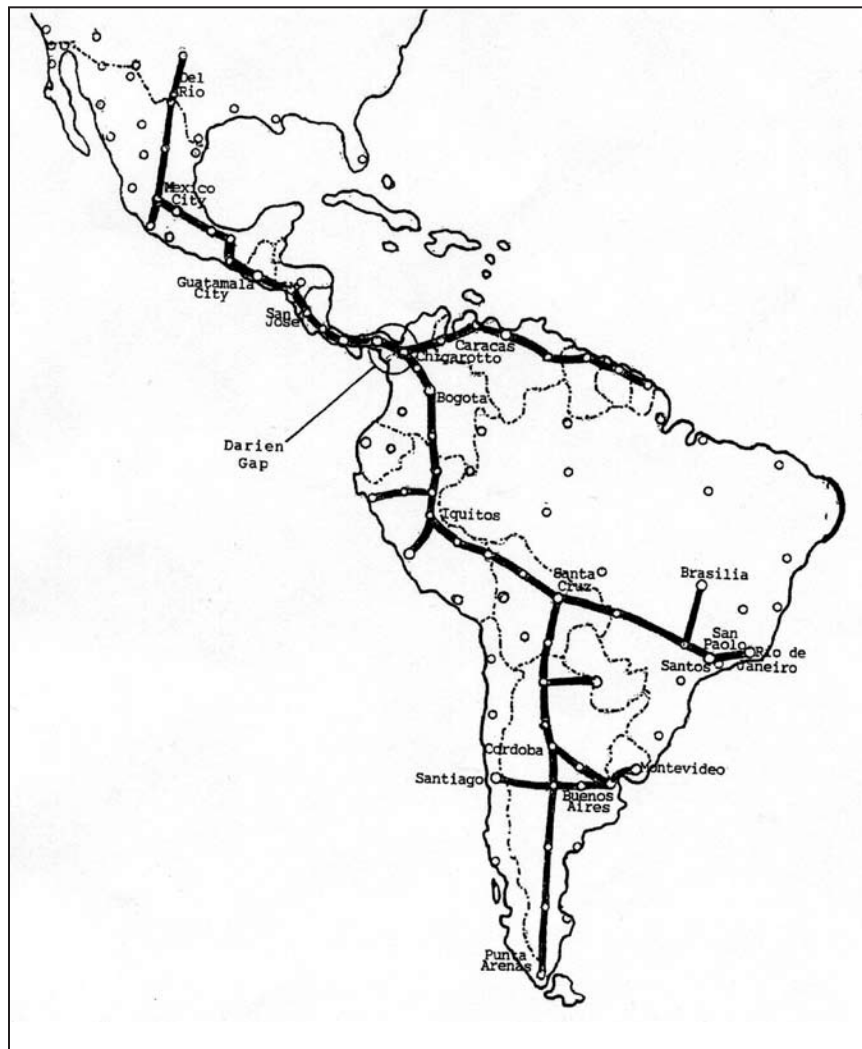 Del
Rio
Mexico
City
Guatamala
City
San
Jose
Caracas
Chigarotto
Bogota
Darien
Gap
Iquitos
Santa
Cruz
Brasilia
San
Paolo
Rio de
Janeiro
Santos
Cordoba
Santiago
Montevideo
Buenos
Aires
Punta
Arenas